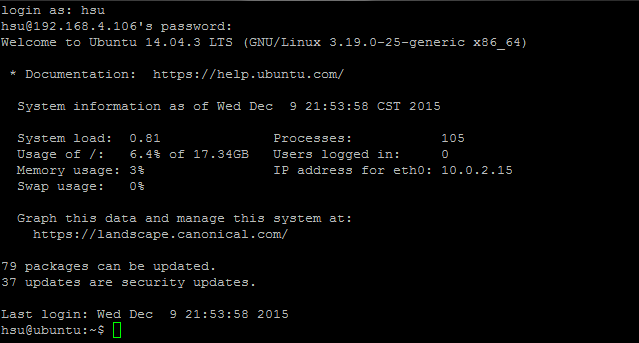 login as: hsu
hsu@192.168.4.106's password:
Welcome to Ubuntu 14.04.3 LTS (GNU/Linux 3.19.0-25-generic x86_64)

 * Documentation:  https://help.ubuntu.com/

  System information as of Wed Dec  9 21:53:58 CST 2015

  System load:  0.81              Processes:           105
  Usage of /:   6.4% of 17.34GB   Users logged in:     0
  Memory usage: 3%                IP address for eth0: 10.0.2.15
  Swap usage:   0%

  Graph this data and manage this system at:
    https://landscape.canonical.com/

79 packages can be updated.
37 updates are security updates.

Last login: Wed Dec  9 21:53:58 2015
hsu@ubuntu:~$